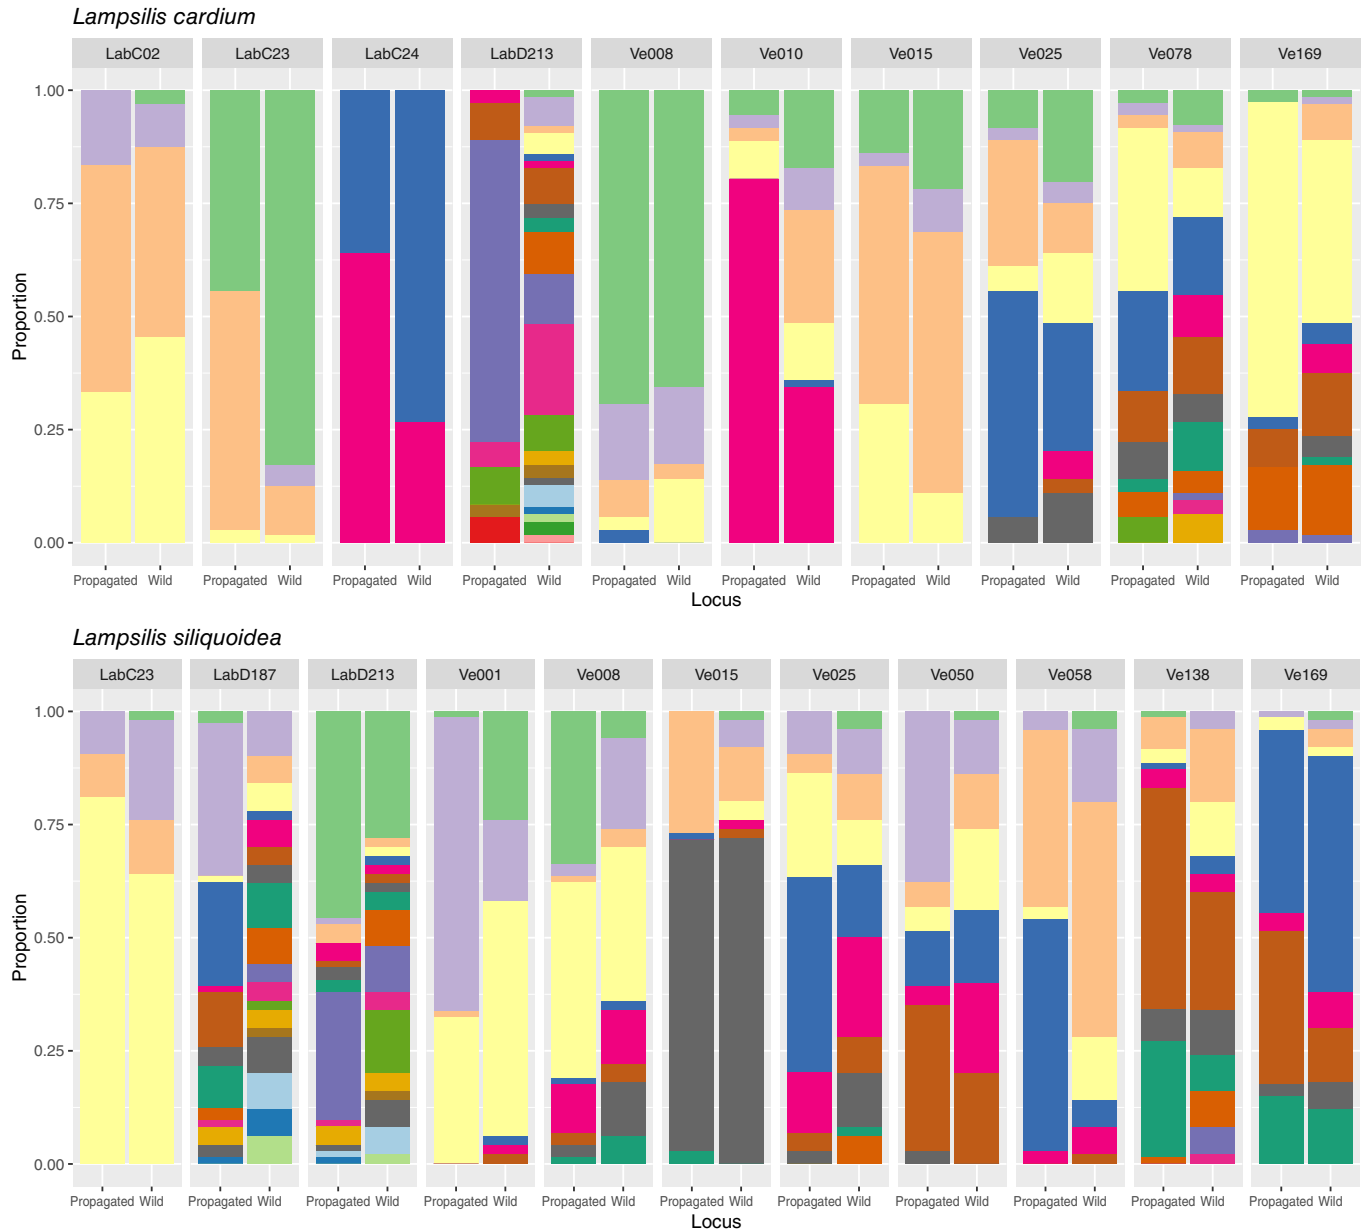 Lampsilis cardium
LabC02 LabC23 LabC24 LabD213 Ve008 Ve010 Ve015 Ve025 Ve078 Ve169
1.00
0.75
0.50
0.25
0.00
Proportion
Propagated Wild Propagated Wild Propagated Wild Propagated Wild Propagated Wild Propagated Wild Propagated Wild Propagated Wild Propagated Wild Propagated Wild
Locus
Lampsilis siliquoidea
LabC23 LabD187 LabD213 Ve001 Ve008 Ve015 Ve025 Ve050 Ve058 Ve138 Ve169
1.00
0.75
0.50
0.25
0.00
Proportion
Propagated Wild Propagated Wild Propagated Wild Propagated Wild Propagated Wild Propagated Wild Propagated Wild Propagated Wild Propagated Wild Propagated Wild Propagated Wild
Locus